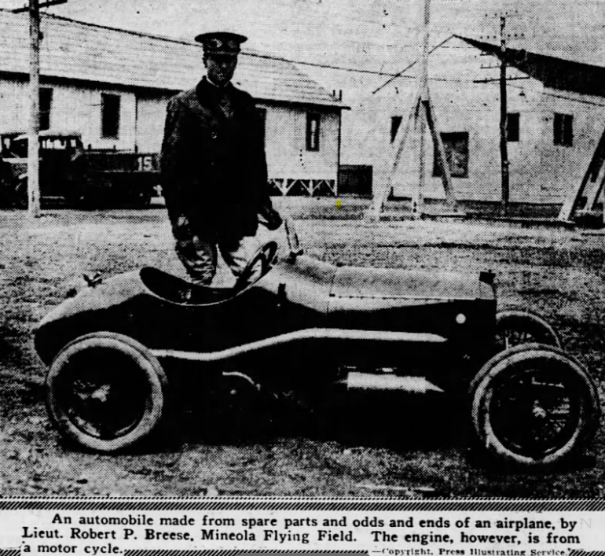 15
An automobile made from spare parts and odds and ends of an airplane, by
Lieut. Robert P. Breese, Mineola Flying Field. The engine, however, is from
a motor cycle.
—Copyright, Press Illustrating Service